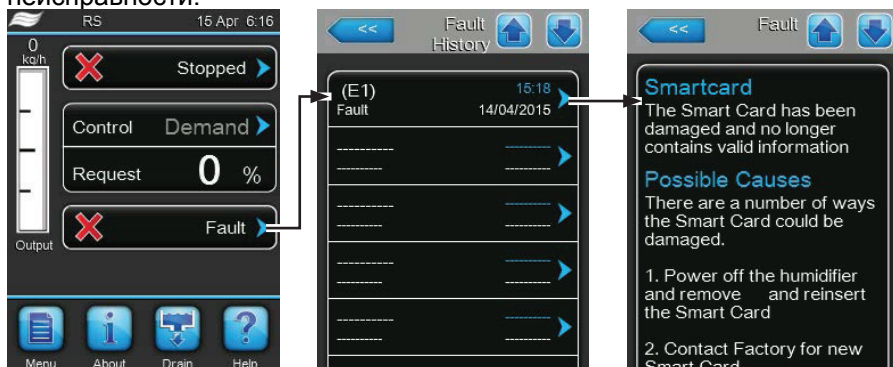 неисправности.
RS 15 Apr 6:16
0
kg/h
Stopped
Control Demand
Request 0 %
Fault
Output
Menu About Drain Help
<< Fault
History
(E1) 15:18
Fault 14/04/2015
---------- ---------
--------- ---------
---------- ---------
--------- ---------
---------- ---------
--------- ---------
---------- ---------
--------- ---------
<< Fault
Smartcard
The Smart Card has been
damaged and no longer
contains valid information
Possible Causes
There are a number of ways
the Smart Card could be
damaged.
1. Power off the humidifier
and remove and reinsert
the Smart Card
2. Contact Factory for new
Smart Card